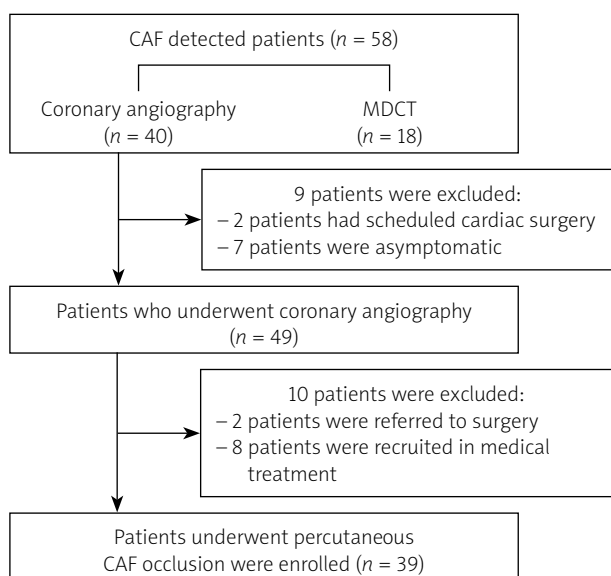 CAF detected patients (n = 58)
Coronary angiography MDCT
(n = 40) (n = 18)
9 patients were excluded:
– 2 patients had scheduled cardiac surgery
– 7 patients were asymptomatic
Patients who underwent coronary angiography
(n = 49)
10 patients were excluded:
– 2 patients were referred to surgery
– 8 patients were recruited in medical
treatment
Patients underwent percutaneous
CAF occlusion were enrolled (n = 39)